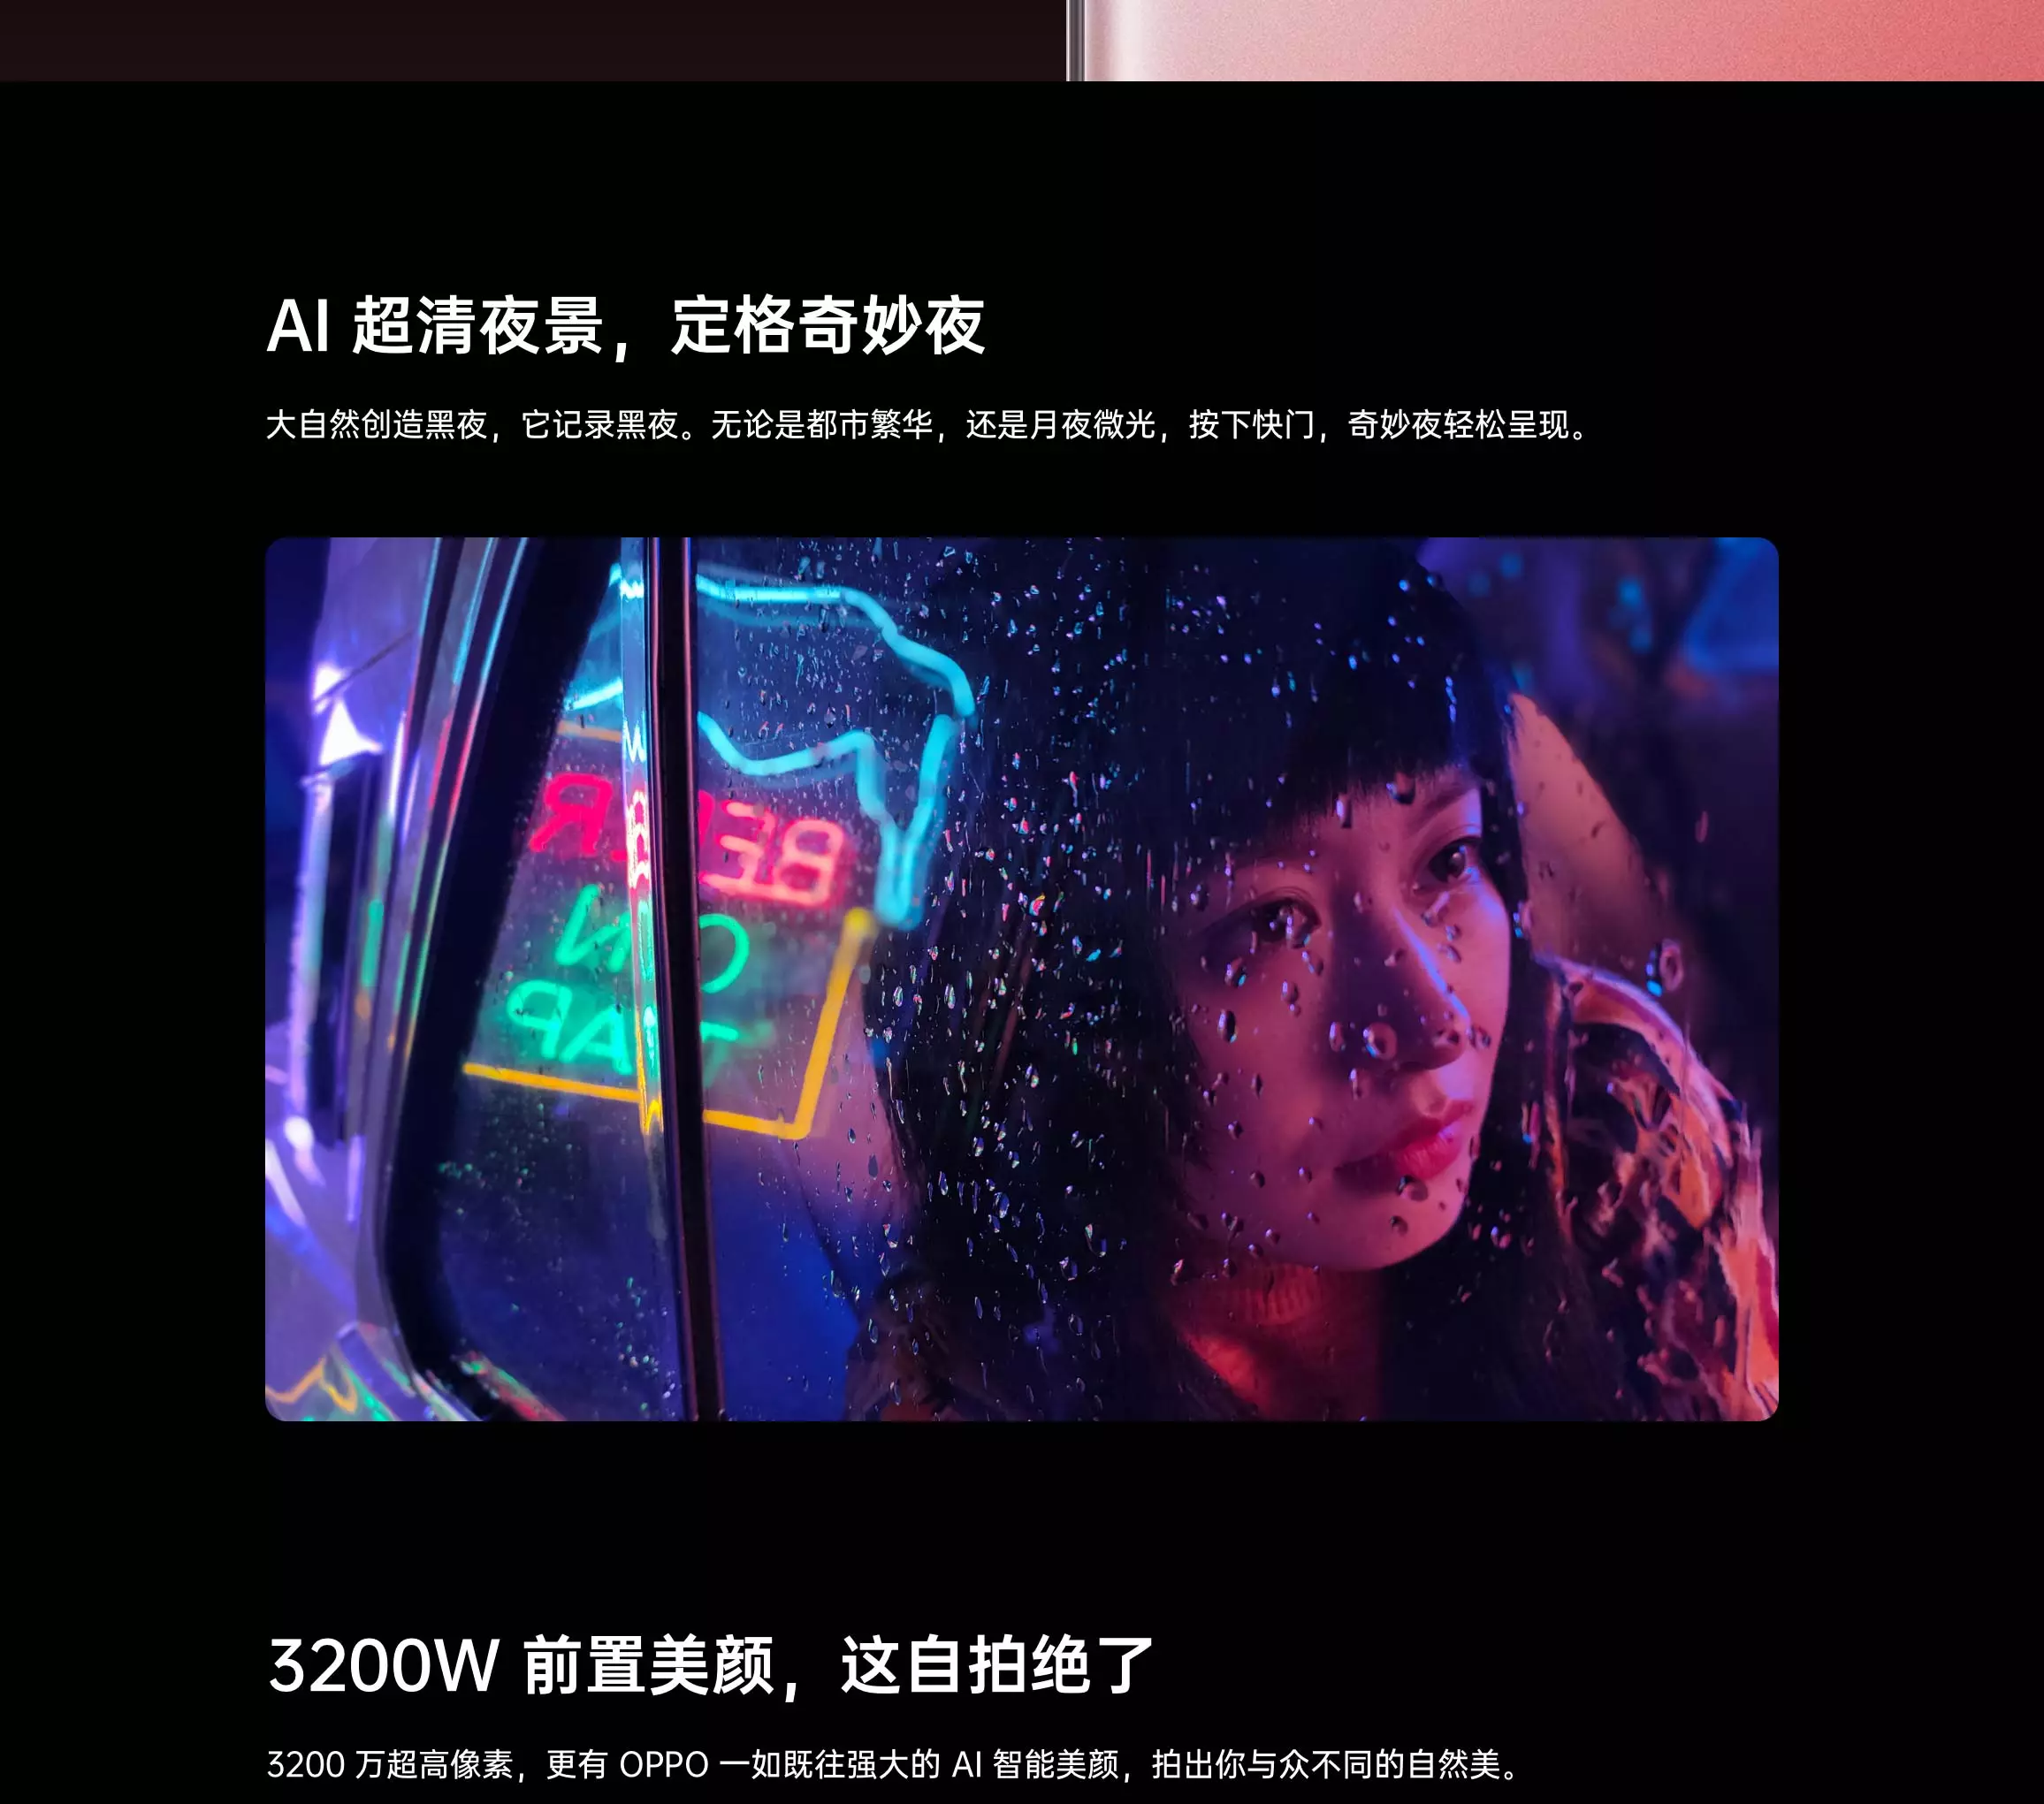 AI 超清夜景，定格奇妙夜
大自然创造黑夜，它记录黑夜。无论是都市繁华，还是月夜微光，按下快门，奇妙夜轻松呈现。
BEER
ON
TAP
3200W 前置美颜，这自拍绝了
3200 万超高像素，更有 OPPO 一如既往强大的 AI 智能美颜，拍出你与众不同的自然美。